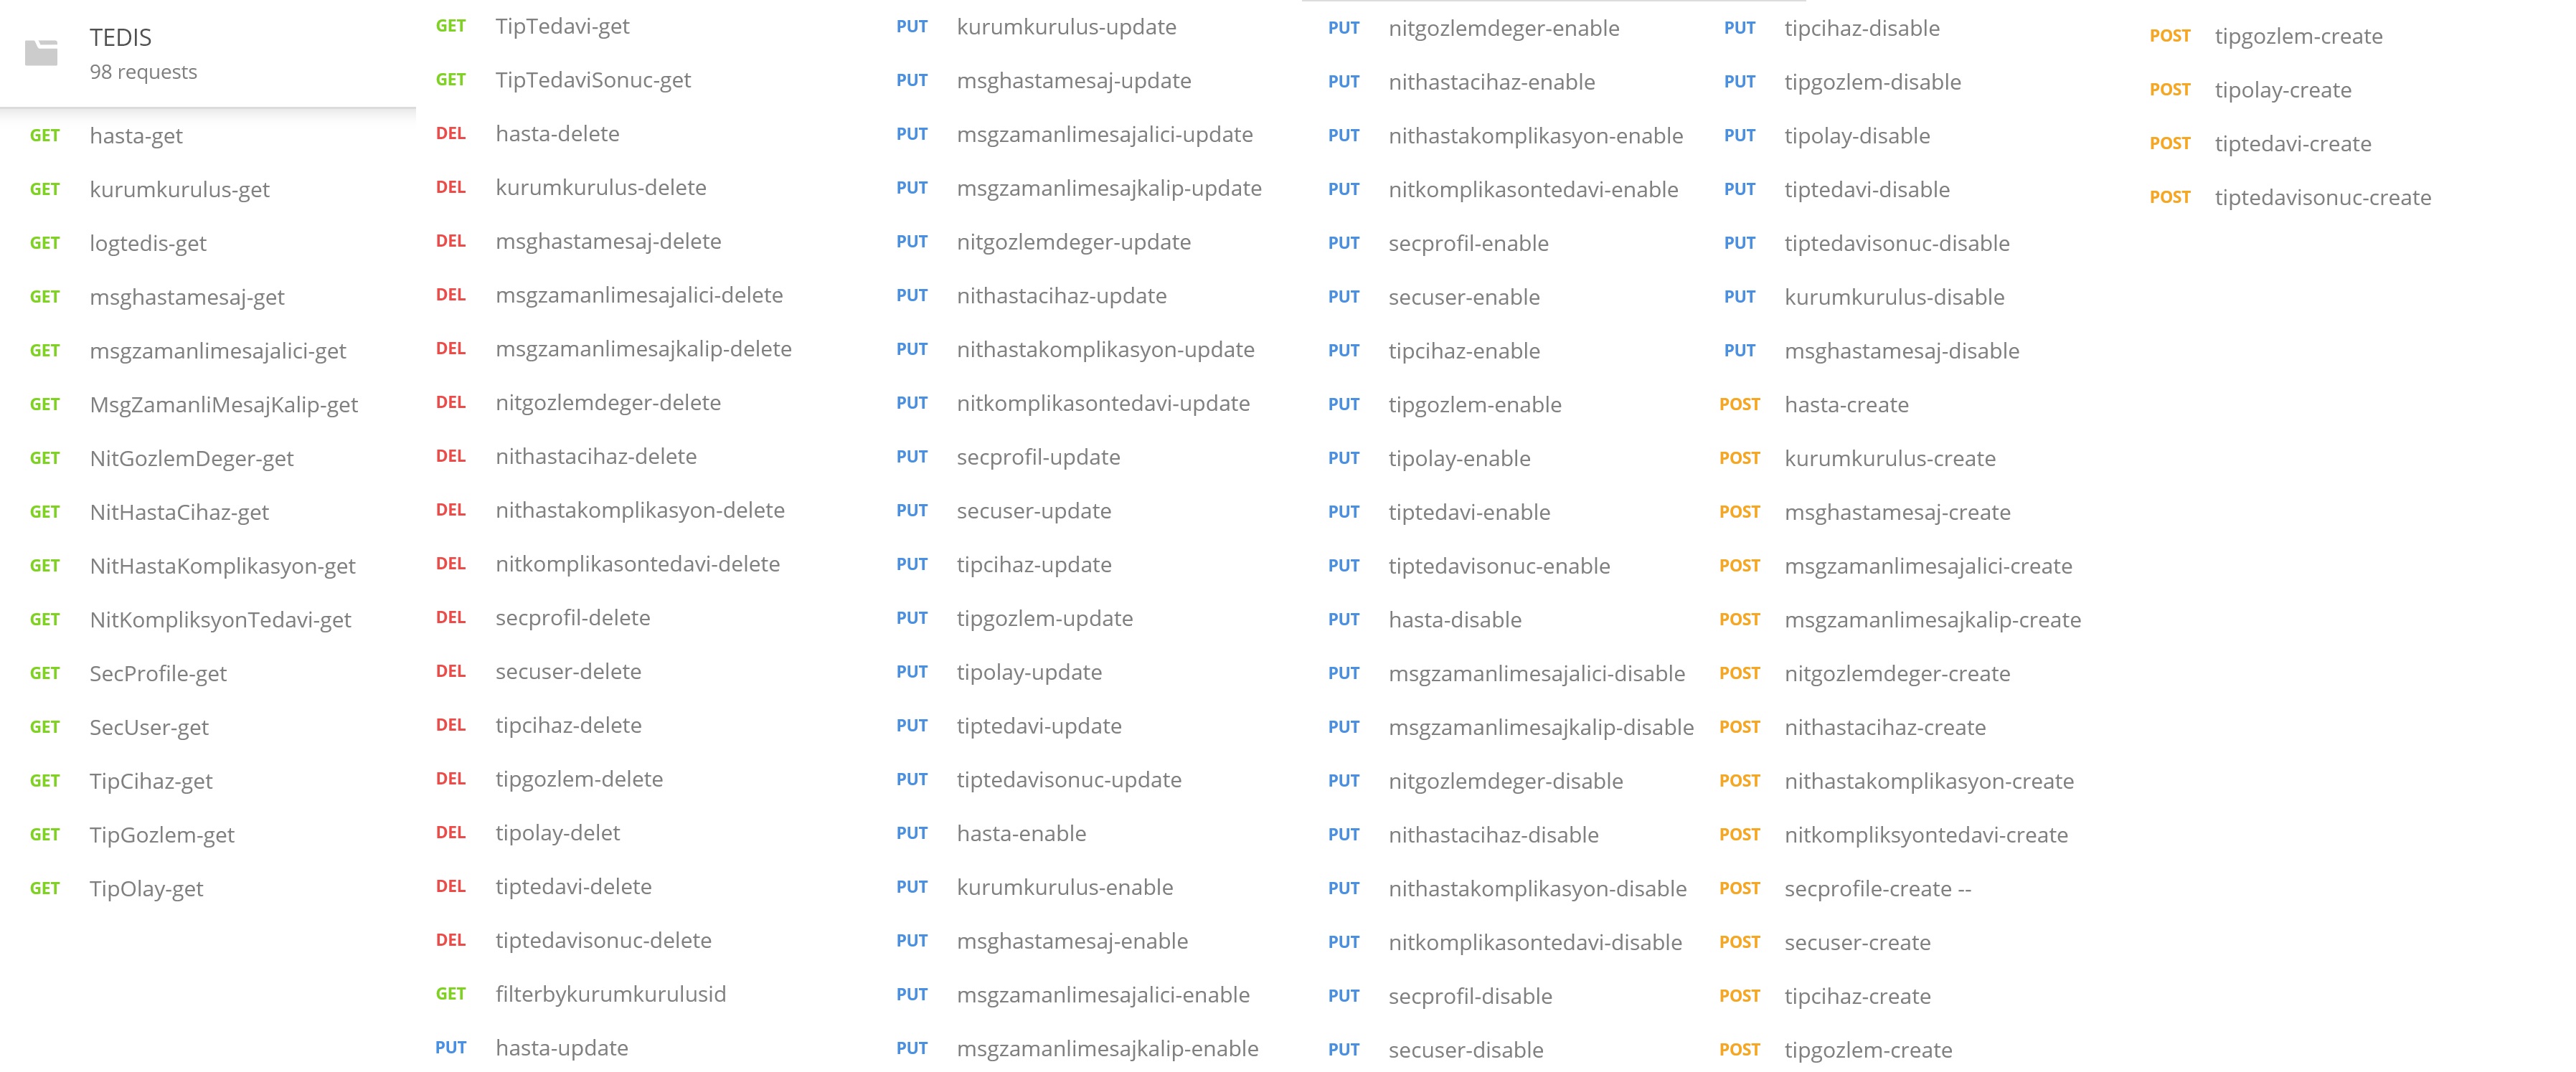 TEDIS
98 requests
GET hasta-get
GET kurumkurulus-get
GET logtedis-get
GET msghastamesaj-get
GET msgzamanlimesajalici-get
GET MsgZamanliMesajKalip-get
GET NitGozlemDeger-get
GET NitHastaCihaz-get
GET NitHastaKomplikasyon-get
GET NitKompliksyonTedavi-get
GET SecProfile-get
GET SecUser-get
GET TipCihaz-get
GET TipGozlem-get
GET TipOlay-get
GET TipTedavi-get
GET TipTedaviSonuc-get
DEL hasta-delete
DEL kurumkurulus-delete
DEL msghastamesaj-delete
DEL msgzamanlimesajalici-delete
DEL msgzamanlimesajkalip-delete
DEL nitgozlemdeger-delete
DEL nithastacihaz-delete
DEL nithastakomplikasyon-delete
DEL nitkomplikasontedavi-delete
DEL secprofil-delete
DEL secuser-delete
DEL tipcihaz-delete
DEL tipgozlem-delete
DEL tipolay-delet
DEL tiptedavi-delete
DEL tiptedavisonuc-delete
GET filterbykurumkurulusid
PUT hasta-update
PUT kurumkurulus-update
PUT msghastamesaj-update
PUT msgzamanlimesajalici-update
PUT msgzamanlimesajkalip-update
PUT nitgozlemdeger-update
PUT nithastacihaz-update
PUT nithastakomplikasyon-update
PUT nitkomplikasontedavi-update
PUT secprofil-update
PUT secuser-update
PUT tipcihaz-update
PUT tipgozlem-update
PUT tipolay-update
PUT tiptedavi-update
PUT tiptedavisonuc-update
PUT hasta-enable
PUT kurumkurulus-enable
PUT msghastamesaj-enable
PUT msgzamanlimesajalici-enable
PUT msgzamanlimesajkalip-enable
PUT nitgozlemdeger-enable
PUT nithastacihaz-enable
PUT nithastakomplikasyon-enable
PUT nitkomplikasontedavi-enable
PUT secprofil-enable
PUT secuser-enable
PUT tipcihaz-enable
PUT tipgozlem-enable
PUT tipolay-enable
PUT tiptedavi-enable
PUT tiptedavisonuc-enable
PUT hasta-disable
PUT msgzamanlimesajalici-disable
PUT msgzamanlimesajkalip-disable
PUT nitgozlemdeger-disable
PUT nithastacihaz-disable
PUT nithastakomplikasyon-disable
PUT nitkomplikasontedavi-disable
PUT secprofil-disable
PUT secuser-disable
PUT tipcihaz-disable
PUT tipgozlem-disable
PUT tipolay-disable
PUT tiptedavi-disable
PUT tiptedavisonuc-disable
PUT kurumkurulus-disable
PUT msghastamesaj-disable
POST hasta-create
POST kurumkurulus-create
POST msghastamesaj-create
POST msgzamanlimesajalici-create
POST msgzamanlimesajkalip-create
POST nitgozlemdeger-create
POST nithastacihaz-create
POST nithastakomplikasyon-create
POST nitkompliksyontedavi-create
POST secprofile-create --
POST secuser-create
POST tipcihaz-create
POST tipgozlem-create
POST tipgozlem-create
POST tipolay-create
POST tiptedavi-create
POST tiptedavisonuc-create